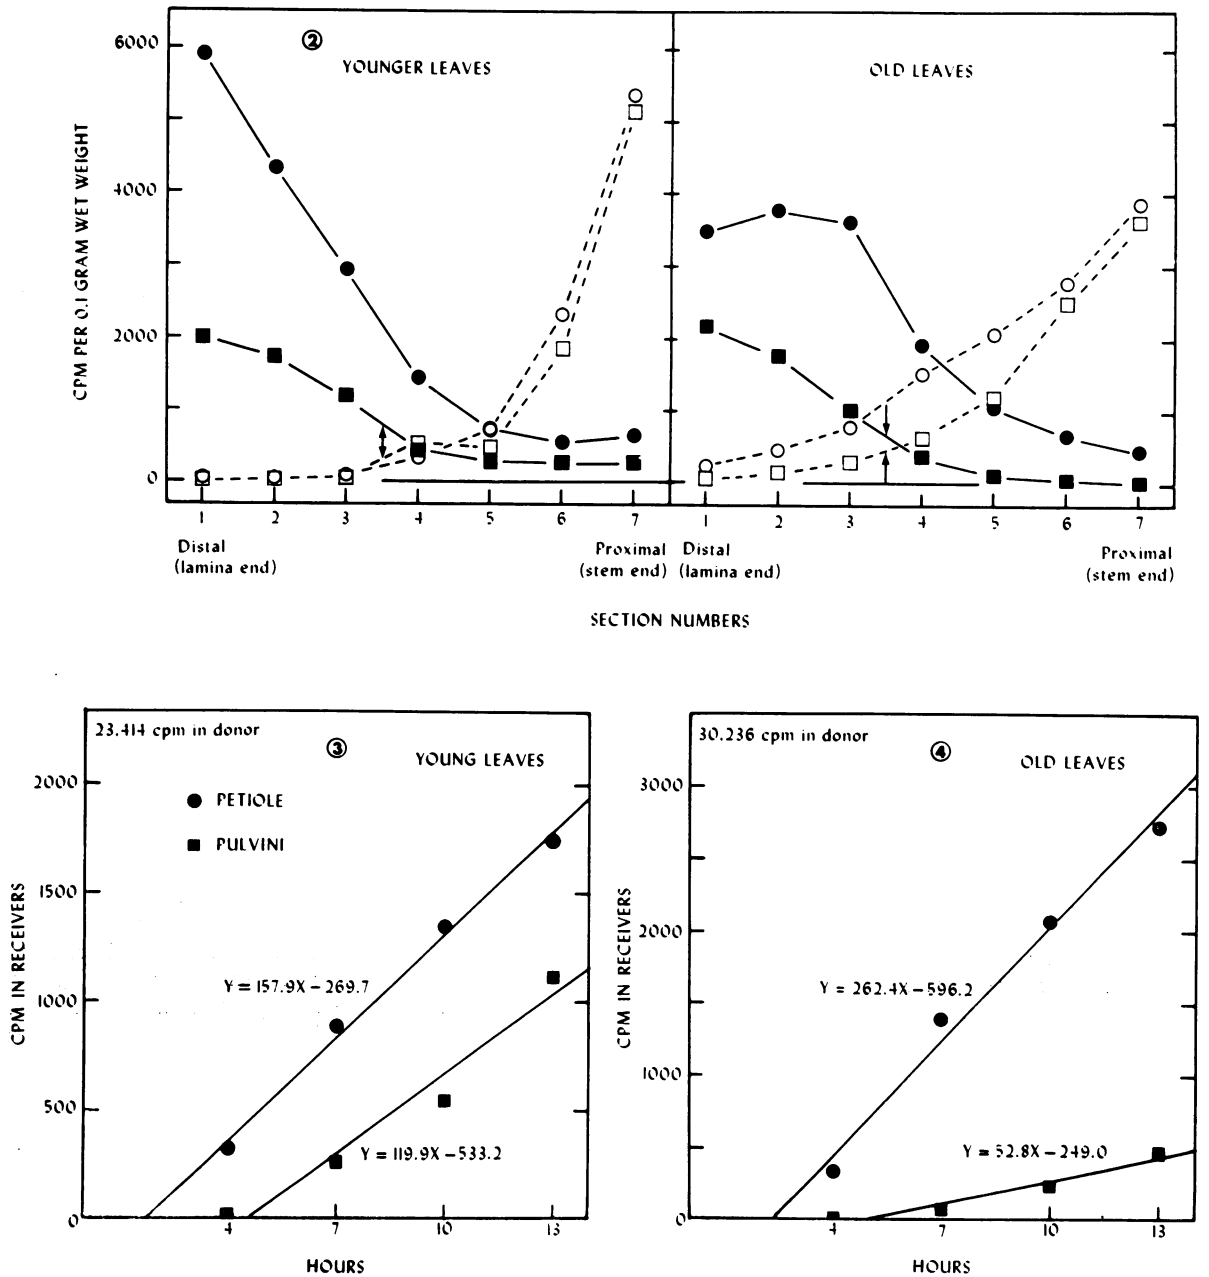 ②
YOUNGER LEAVES
OLD LEAVES
CPM PER 0.1 GRAM WET WEIGHT
6000
4000
2000
0
1 2 3 4 5 6 7
1 2 3 4 5 6 7
Distal
(lamina end)
Proximal
(stem end)
Distal
(lamina end)
Proximal
(stem end)
SECTION NUMBERS
23.414 cpm in donor
③
YOUNG LEAVES
PETIOLE
PULVINI
CPM IN RECEIVERS
2000
1500
1000
500
0
Y = 157.9X – 269.7
Y = 119.9X – 533.2
4 7 10 13
HOURS
30.236 cpm in donor
④
OLD LEAVES
CPM IN RECEIVERS
3000
2000
1000
0
Y = 262.4X – 596.2
Y = 52.8X – 249.0
4 7 10 13
HOURS